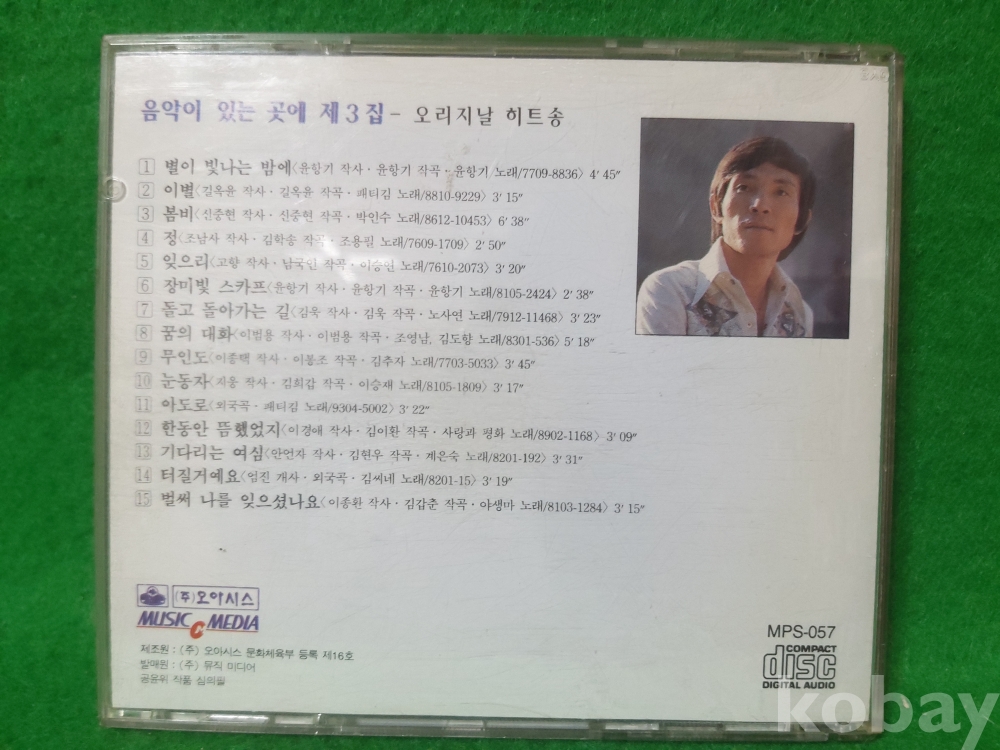 음악이 있는 곳에 제3집 - 오리지날 히트송
1 별이 빛나는 밤에〈윤항기 작사·윤항기 작곡·윤항기 노래/7709-8836〉4′45″
2 이별〈길옥윤 작사·길옥윤 작곡·패티김 노래/8810-9229〉3′15″
3 봄비〈신중현 작사·신중현 작곡·박인수 노래/8612-10453〉6′38″
4 정〈조남사 작사·김학송 작곡·조용필 노래/7609-1709〉2′50″
5 잊으리〈고향 작사·남국인 작곡·이승연 노래/7610-2073〉3′20″
6 장미빛 스카프〈윤항기 작사·윤항기 작곡·윤항기 노래/8105-2424〉2′38″
7 돌고 돌아가는 길〈김욱 작사·김욱 작곡·노사연 노래/7912-11468〉3′23″
8 꿈의 대화〈이범용 작사·이범용 작곡·조영남, 김도향 노래/8301-536〉5′18″
9 무인도〈이종택 작사·이봉조 작곡·김추자 노래/7703-5033〉3′45″
10 눈동자〈지웅 작사·김희갑 작곡·이승재 노래/8105-1809〉3′17″
11 아도로〈외국곡·패티김 노래/9304-5002〉3′22″
12 한동안 뜸했었지〈이경애 작사·김이환 작곡·사랑과 평화 노래/8902-1168〉3′09″
13 기다리는 여심〈안언자 작사·김현우 작곡·계은숙 노래/8201-192〉3′31″
14 터질거예요〈엄진 개사·외국곡·김씨네 노래/8201-15〉3′19″
15 벌써 나를 잊으셨나요〈이종환 작사·김갑춘 작곡·야생마 노래/8103-1284〉3′15″
(주)오아시스
MUSIC MEDIA
제조원 : (주) 오아시스 문화체육부 등록 제16호
발매원 : (주) 뮤직 미디어
공윤위 작품 심의필
MPS-057
COMPACT
disc
DIGITAL AUDIO
kobay